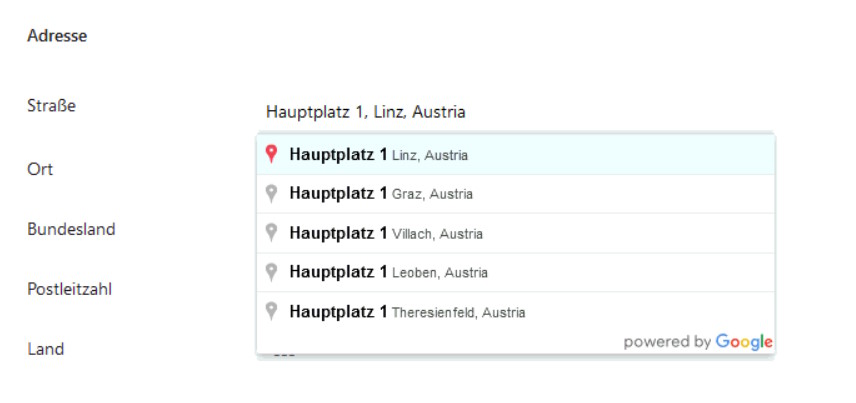 Adresse
Straße
Hauptplatz 1, Linz, Austria
Hauptplatz 1 Linz, Austria
Ort
Hauptplatz 1 Graz, Austria
Bundesland
Hauptplatz 1 Villach, Austria
Hauptplatz 1 Leoben, Austria
Postleitzahl
Hauptplatz 1 Theresienfeld, Austria
powered by Google
Land